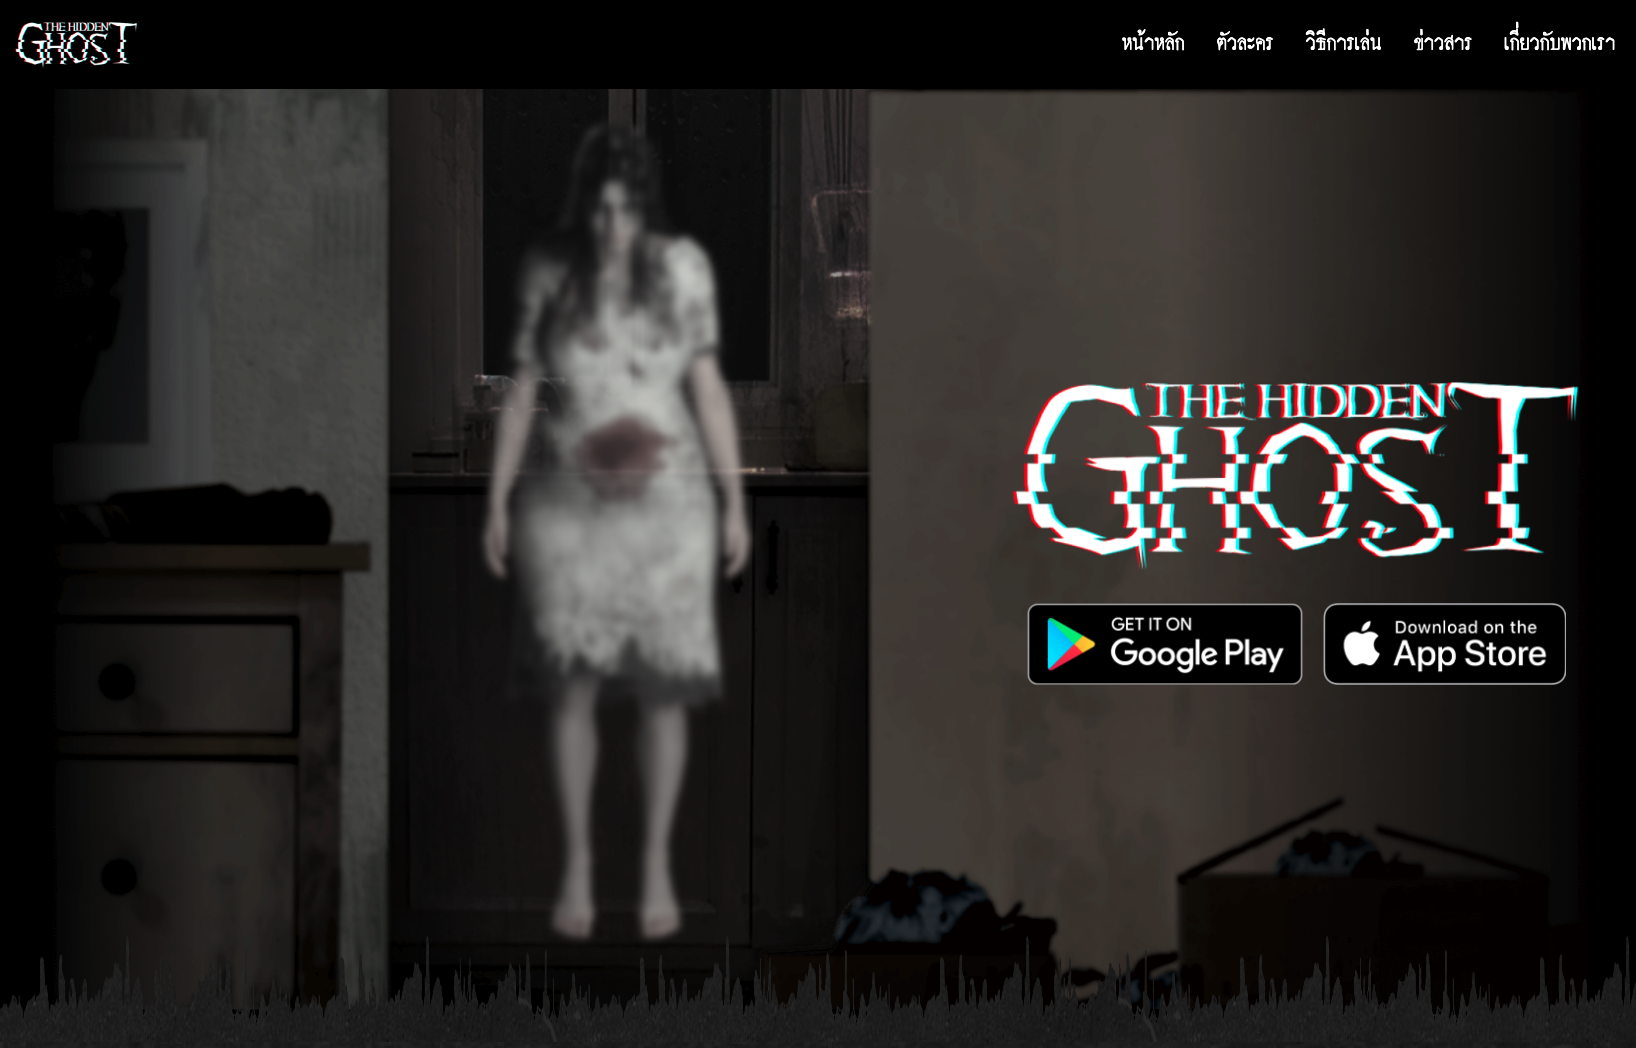 THE HIDDEN
GHOST
หน้าหลัก ตัวละคร วิธีการเล่น ข่าวสาร เกี่ยวกับพวกเรา
THE HIDDEN
GHOST
GET IT ON
Google Play
Download on the
App Store